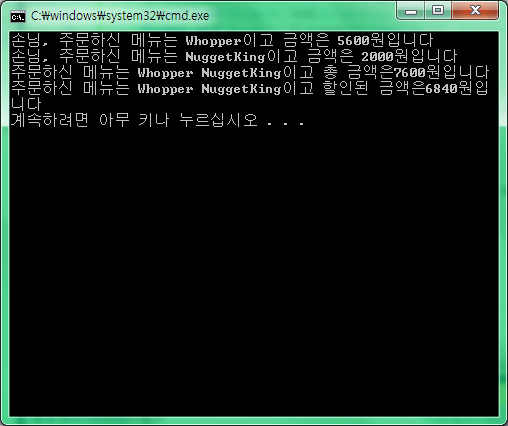 C:₩windows₩system32₩cmd.exe
손님, 주문하신 메뉴는 Whopper이고 금액은 5600원입니다
손님, 주문하신 메뉴는 NuggetKing이고 금액은 2000원입니다
주문하신 메뉴는 Whopper NuggetKing이고 총 금액은7600원입니다
주문하신 메뉴는 Whopper NuggetKing이고 할인된 금액은6840원입
니다
계속하려면 아무 키나 누르십시오 . . .